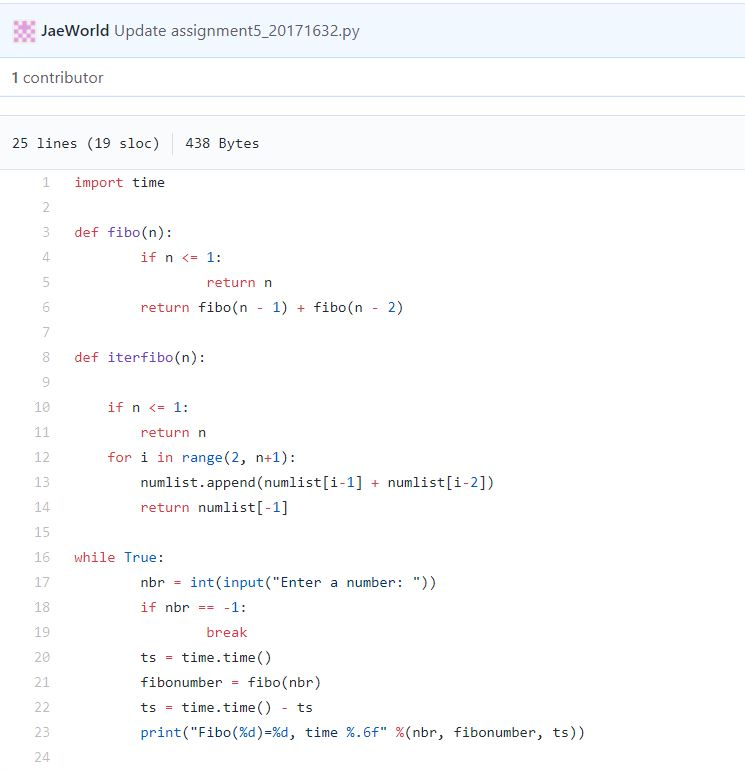 JaeWorld Update assignment5_20171632.py
1 contributor
25 lines (19 sloc) 438 Bytes
1 import time
2
3 def fibo(n):
4 if n <= 1:
5 return n
6 return fibo(n - 1) + fibo(n - 2)
7
8 def iterfibo(n):
9
10 if n <= 1:
11 return n
12 for i in range(2, n+1):
13 numlist.append(numlist[i-1] + numlist[i-2])
14 return numlist[-1]
15
16 while True:
17 nbr = int(input("Enter a number: "))
18 if nbr == -1:
19 break
20 ts = time.time()
21 fibonumber = fibo(nbr)
22 ts = time.time() - ts
23 print("Fibo(%d)=%d, time %.6f" %(nbr, fibonumber, ts))
24